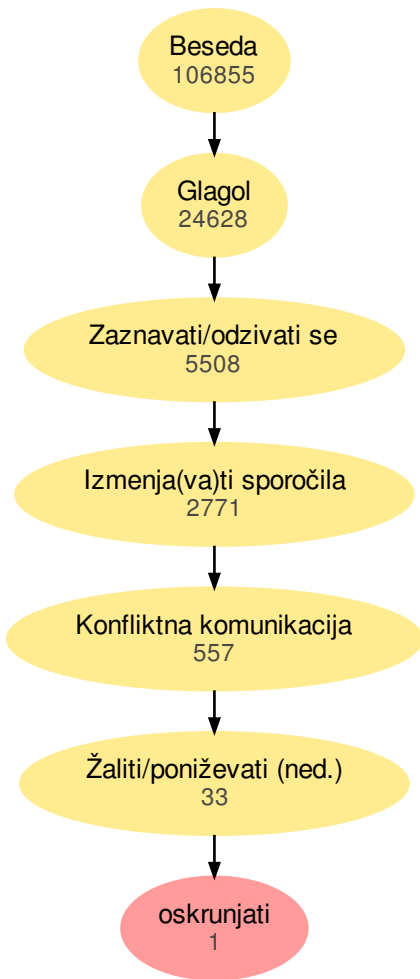 Beseda
106855
Glagol
24628
Zaznavati/odzivati se
5508
Izmenja(va)ti sporočila
2771
Konfliktna komunikacija
557
Žaliti/poniževati (ned.)
33
oskrunjati
1